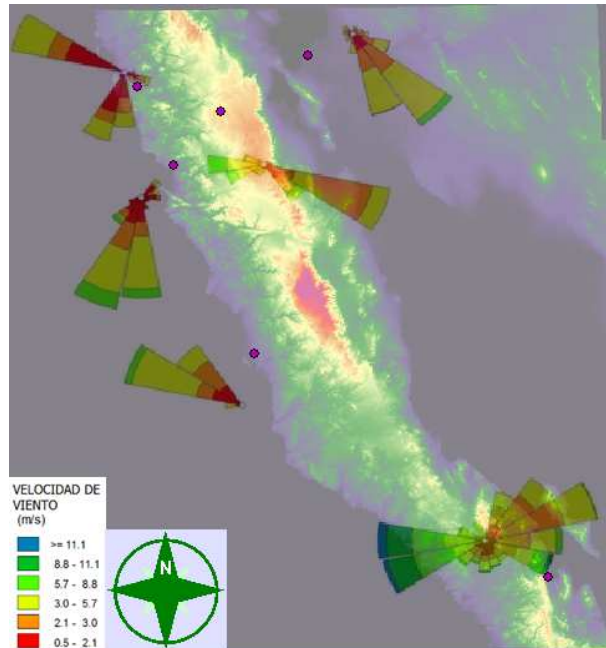 VELOCIDAD DE
VIENTO
(m/s)
>= 11.1
8.8 - 11.1
5.7 - 8.8
3.0 - 5.7
2.1 - 3.0
0.5 - 2.1
N